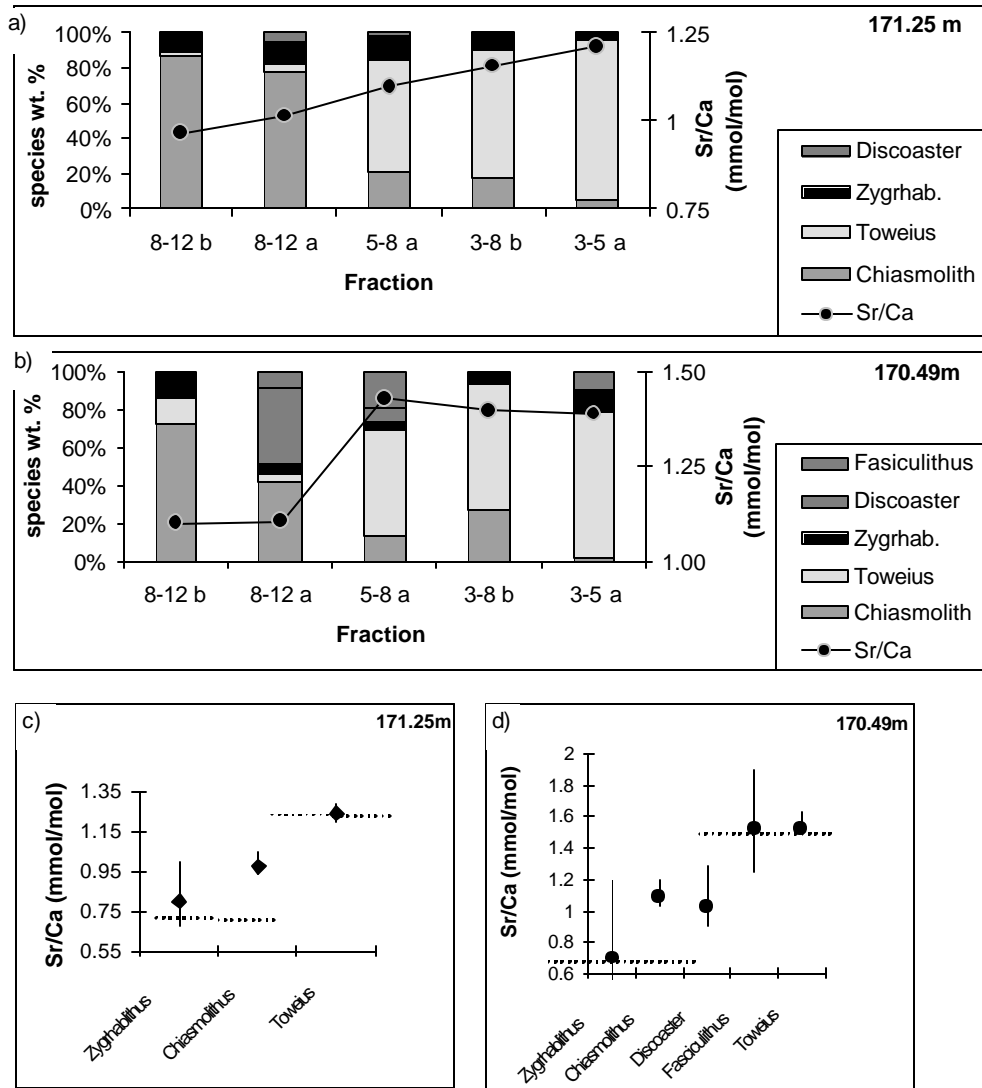 a)
171.25 m
100%
80%
60%
40%
20%
0%
species wt. %
1.25
1
0.75
Sr/Ca
(mmol/mol)
8-12 b 8-12 a 5-8 a 3-8 b 3-5 a
Fraction
Discoaster
Zygrhab.
Toweius
Chiasmolith
Sr/Ca
b)
170.49m
100%
80%
60%
40%
20%
0%
species wt. %
1.50
1.25
1.00
Sr/Ca
(mmol/mol)
8-12 b 8-12 a 5-8 a 3-8 b 3-5 a
Fraction
Fasiculithus
Discoaster
Zygrhab.
Toweius
Chiasmolith
Sr/Ca
c)
171.25m
Sr/Ca (mmol/mol)
1.35
1.15
0.95
0.75
0.55
Zygrhablithus
Chiasmolithus
Toweius
d)
170.49m
Sr/Ca (mmol/mol)
2
1.8
1.6
1.4
1.2
1
0.8
0.6
Zygrhablithus
Chiasmolithus
Discoaster
Fasciculithus
Toweius